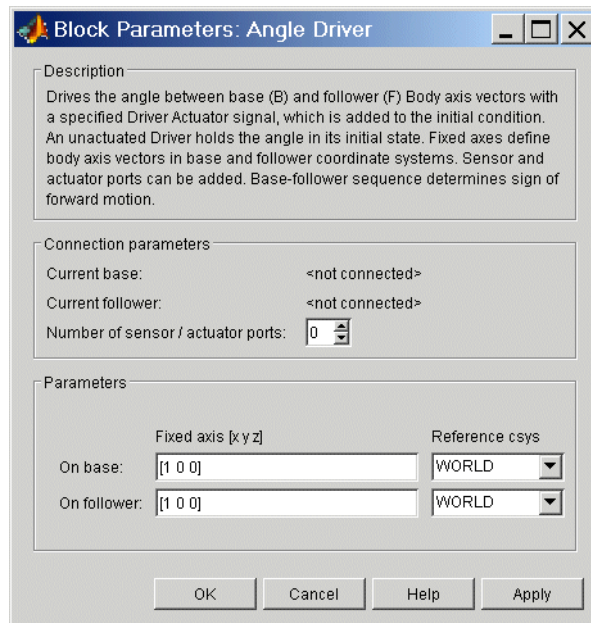 Block Parameters: Angle Driver
Description
Drives the angle between base (B) and follower (F) Body axis vectors with
a specified Driver Actuator signal, which is added to the initial condition.
An unactuated Driver holds the angle in its initial state. Fixed axes define
body axis vectors in base and follower coordinate systems. Sensor and
actuator ports can be added. Base-follower sequence determines sign of
forward motion.
Connection parameters
Current base: <not connected>
Current follower: <not connected>
Number of sensor / actuator ports: 0
Parameters
Fixed axis [x y z] Reference csys
On base: [1 0 0] WORLD
On follower: [1 0 0] WORLD
OK Cancel Help Apply